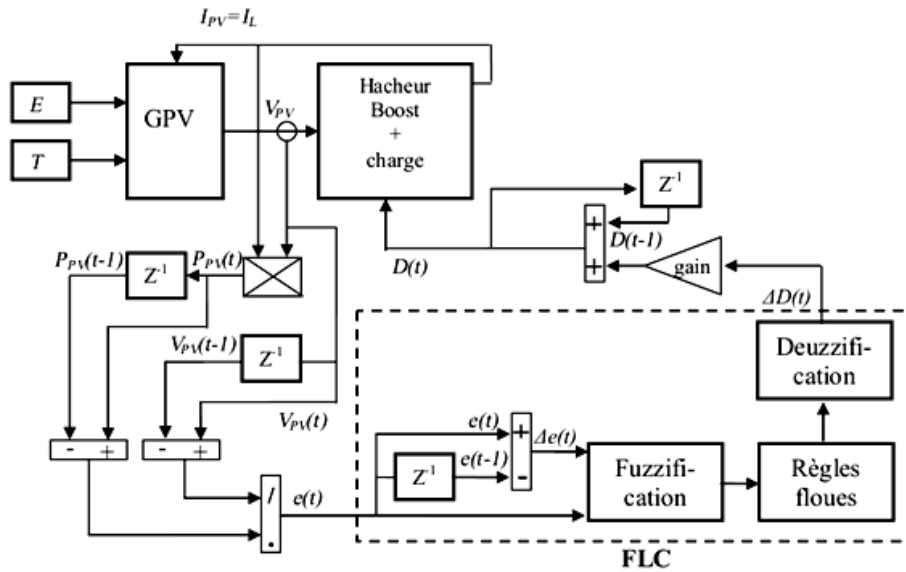 I_PV=I_L
E
T
GPV
V_PV
Hacheur
Boost
+
charge
Z⁻¹
+
D(t-1)
+
gain
D(t)
ΔD(t)
P_PV(t-1)
P_PV(t)
Z⁻¹
V_PV(t-1)
Z⁻¹
V_PV(t)
- +
- +
/
.
e(t)
e(t)
e(t-1)
Z⁻¹
+
-
Δe(t)
Fuzzifi-
cation
Règles
floues
Deuzzifi-
cation
FLC